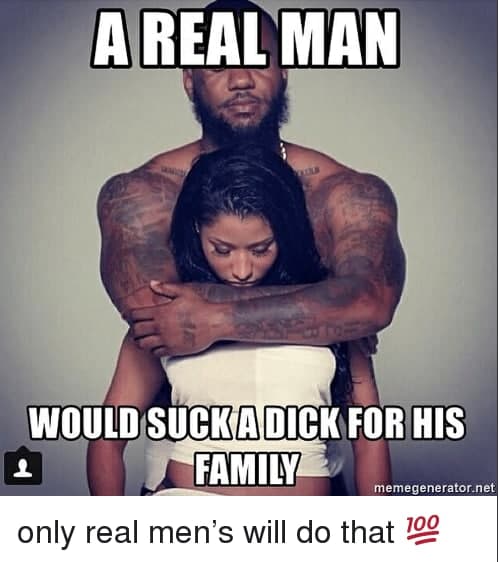 A REAL MAN
WOULD SUCK A DICK FOR HIS
FAMILY
memegenerator.net
only real men’s will do that 💯